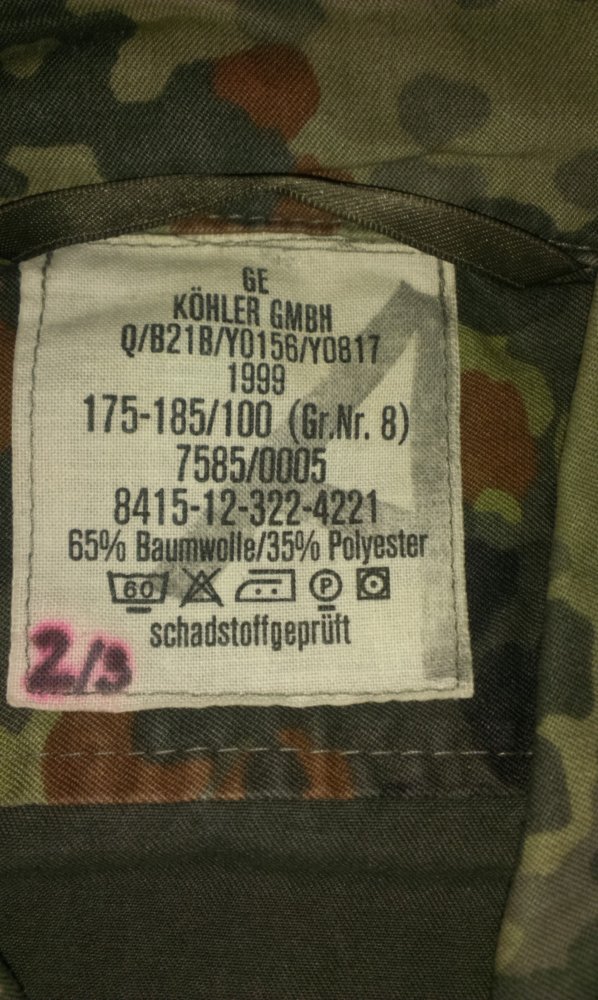 GE
KÖHLER GMBH
Q/B21B/Y0156/Y0817
1999
175-185/100 (Gr.Nr. 8)
7585/0005
8415-12-322-4221
65% Baumwolle/35% Polyester
60 P
schadstoffgeprüft
2/3